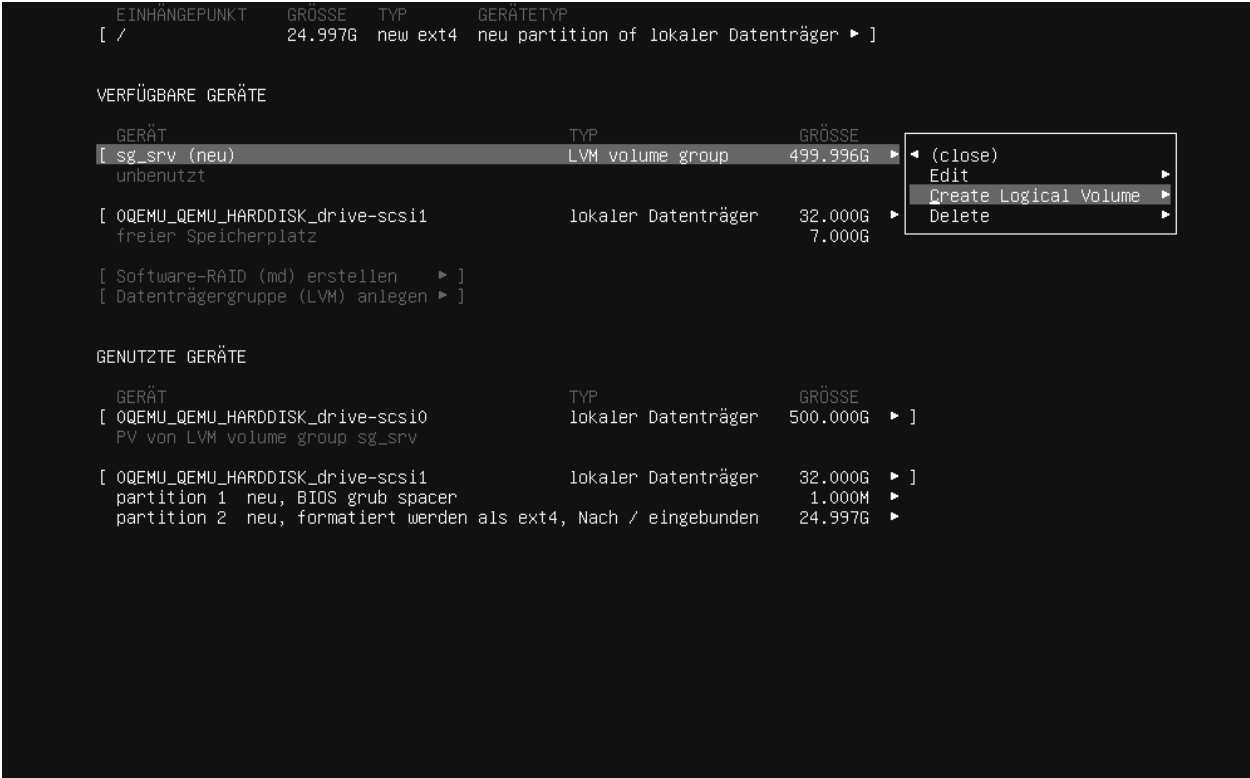 EINHÄNGEPUNKT GRÖSSE TYP GERÄTETYP
[ / 24.997G new ext4 neu partition of lokaler Datenträger ▸ ]
VERFÜGBARE GERÄTE
GERÄT TYP GRÖSSE
[ sg_srv (neu) LVM volume group 499.996G ▸ ◂ (close)
unbenutzt Edit ▸
Create Logical Volume ▸
[ 0QEMU_QEMU_HARDDISK_drive-scsi1 lokaler Datenträger 32.000G ▸ Delete ▸
freier Speicherplatz 7.000G
[ Software-RAID (md) erstellen ▸ ]
[ Datenträgergruppe (LVM) anlegen ▸ ]
GENUTZTE GERÄTE
GERÄT TYP GRÖSSE
[ 0QEMU_QEMU_HARDDISK_drive-scsi0 lokaler Datenträger 500.000G ▸ ]
PV von LVM volume group sg_srv
[ 0QEMU_QEMU_HARDDISK_drive-scsi1 lokaler Datenträger 32.000G ▸ ]
partition 1 neu, BIOS grub spacer 1.000M ▸
partition 2 neu, formatiert werden als ext4, Nach / eingebunden 24.997G ▸